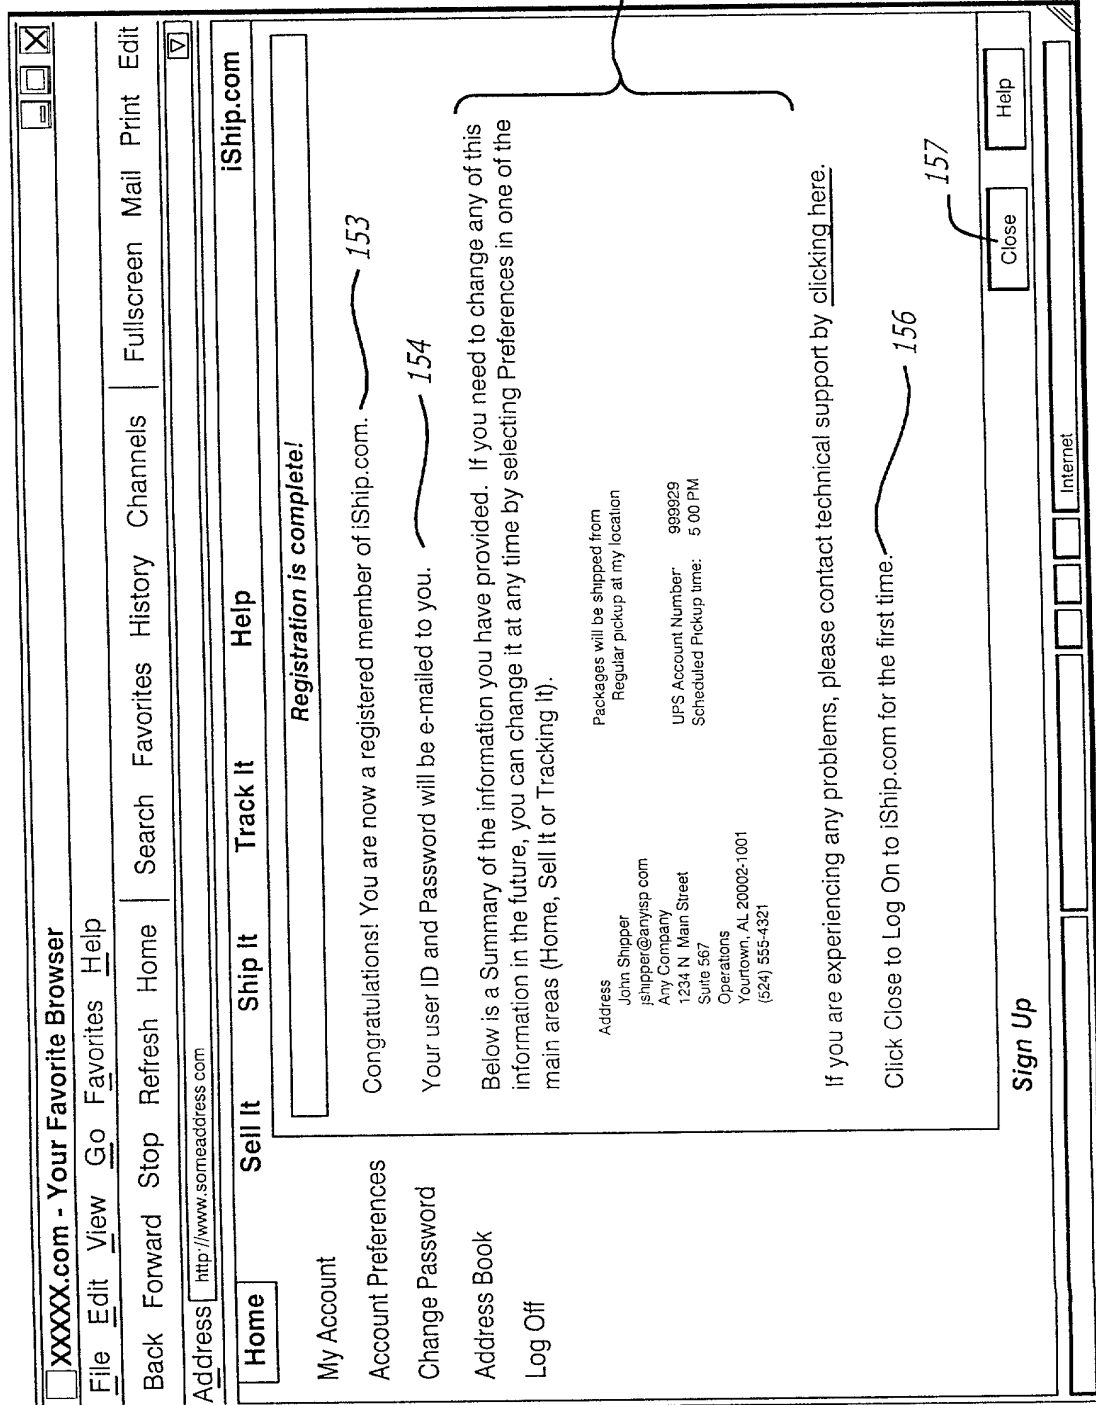 XXXXX.com - Your Favorite Browser
File Edit View Go Favorites Help
Back Forward Stop Refresh Home Search Favorites History Channels Fullscreen Mail Print Edit
Address http://www.someaddress com
Home Sell It Ship It Track It Help iShip.com
My Account
Account Preferences
Change Password
Address Book
Log Off
Registration is complete!
Congratulations! You are now a registered member of iShip.com. 153
Your user ID and Password will be e-mailed to you. 154
Below is a Summary of the information you have provided. If you need to change any of this
information in the future, you can change it at any time by selecting Preferences in one of the
main areas (Home, Sell It or Tracking It).
Address
John Shipper
jshipper@anyisp com
Any Company
1234 N Main Street
Suite 567
Operations
Yourtown, AL 20002-1001
(524) 555-4321
Packages will be shipped from
Regular pickup at my location
UPS Account Number: 999929
Scheduled Pickup time: 5 00 PM
If you are experiencing any problems, please contact technical support by clicking here.
Click Close to Log On to iShip.com for the first time. 156
157
Sign Up Close Help
Internet